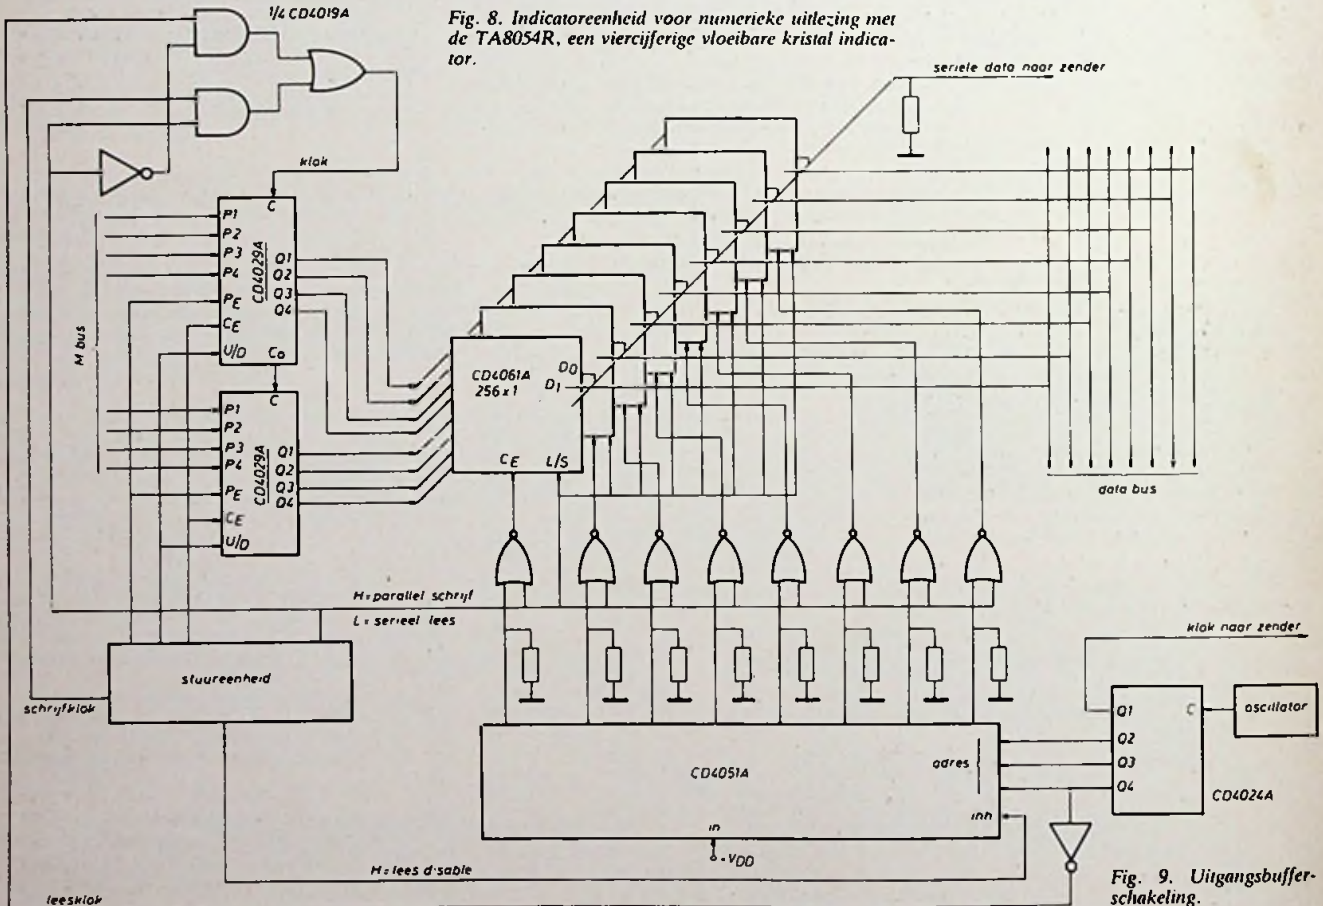 1/4 CD4019A
Fig. 8. Indicatoreenheid voor numerieke uitlezing met
de TA8054R, een viercijferige vloeibare kristal indica-
tor.
seriele data naar zender
klok
C
P1
P2
P3
P4
PE
CE
U/D
CD4029A
Q1
Q2
Q3
Q4
Co
M bus
C
P1
P2
P3
P4
PE
CE
U/D
CD4029A
Q1
Q2
Q3
Q4
CD4061A
256x1
D0
D1
CE
L/S
data bus
H=parallel schrijf
L = serieel lees
stuureenheid
schrijfklok
klok naar zender
Q1
Q2
Q3
Q4
C
oscillator
CD4024A
CD4051A
adres
inh
in
- VDD
H=lees d·sable
leesklok
Fig. 9. Uitgangsbuffer-
schakeling.